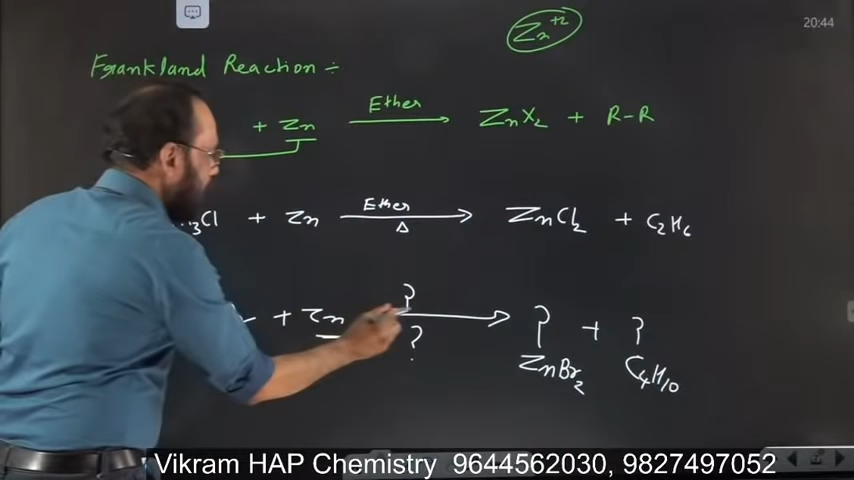 Zn⁺²
20:44
Frankland Reaction ÷
+ Zn Ether ZnX₂ + R-R
₃Cl + Zn Ether Δ ZnCl₂ + C₂H₆
+ Zn ? ? ? + ?
ZnBr₂ C₄H₁₀
Vikram HAP Chemistry 9644562030, 9827497052